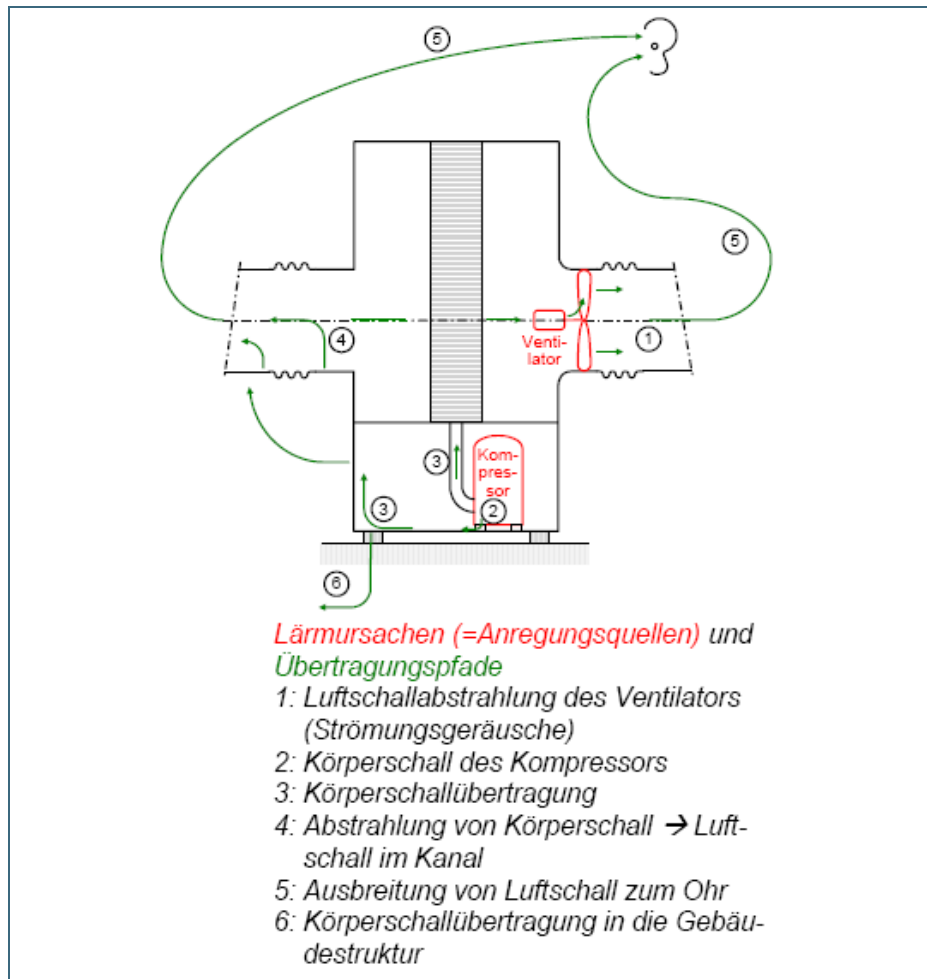 5
5
4
Venti-
lator
1
3
Kom-
pres-
sor
3
2
6
Lärmursachen (=Anregungsquellen) und
Übertragungspfade
1: Luftschallabstrahlung des Ventilators
(Strömungsgeräusche)
2: Körperschall des Kompressors
3: Körperschallübertragung
4: Abstrahlung von Körperschall → Luft-
schall im Kanal
5: Ausbreitung von Luftschall zum Ohr
6: Körperschallübertragung in die Gebäu-
destruktur